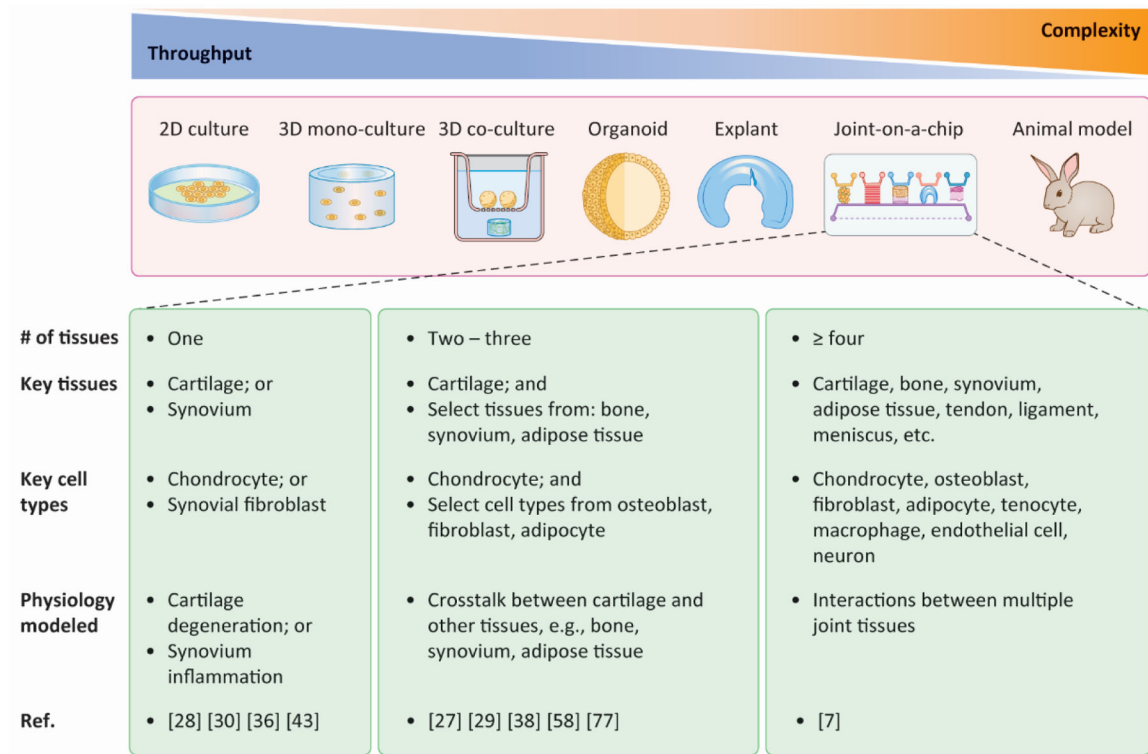 Complexity
Throughput
2D culture
3D mono-culture
3D co-culture
Organoid
Explant
Joint-on-a-chip
Animal model
# of tissues
• One
• Two – three
• ≥ four
Key tissues
• Cartilage; or
• Synovium
• Cartilage; and
• Select tissues from: bone,
synovium, adipose tissue
• Cartilage, bone, synovium,
adipose tissue, tendon, ligament,
meniscus, etc.
Key cell
types
• Chondrocyte; or
• Synovial fibroblast
• Chondrocyte; and
• Select cell types from osteoblast,
fibroblast, adipocyte
• Chondrocyte, osteoblast,
fibroblast, adipocyte, tenocyte,
macrophage, endothelial cell,
neuron
Physiology
modeled
• Cartilage
degeneration; or
• Synovium
inflammation
• Crosstalk between cartilage and
other tissues, e.g., bone,
synovium, adipose tissue
• Interactions between multiple
joint tissues
Ref.
• [28] [30] [36] [43]
• [27] [29] [38] [58] [77]
• [7]